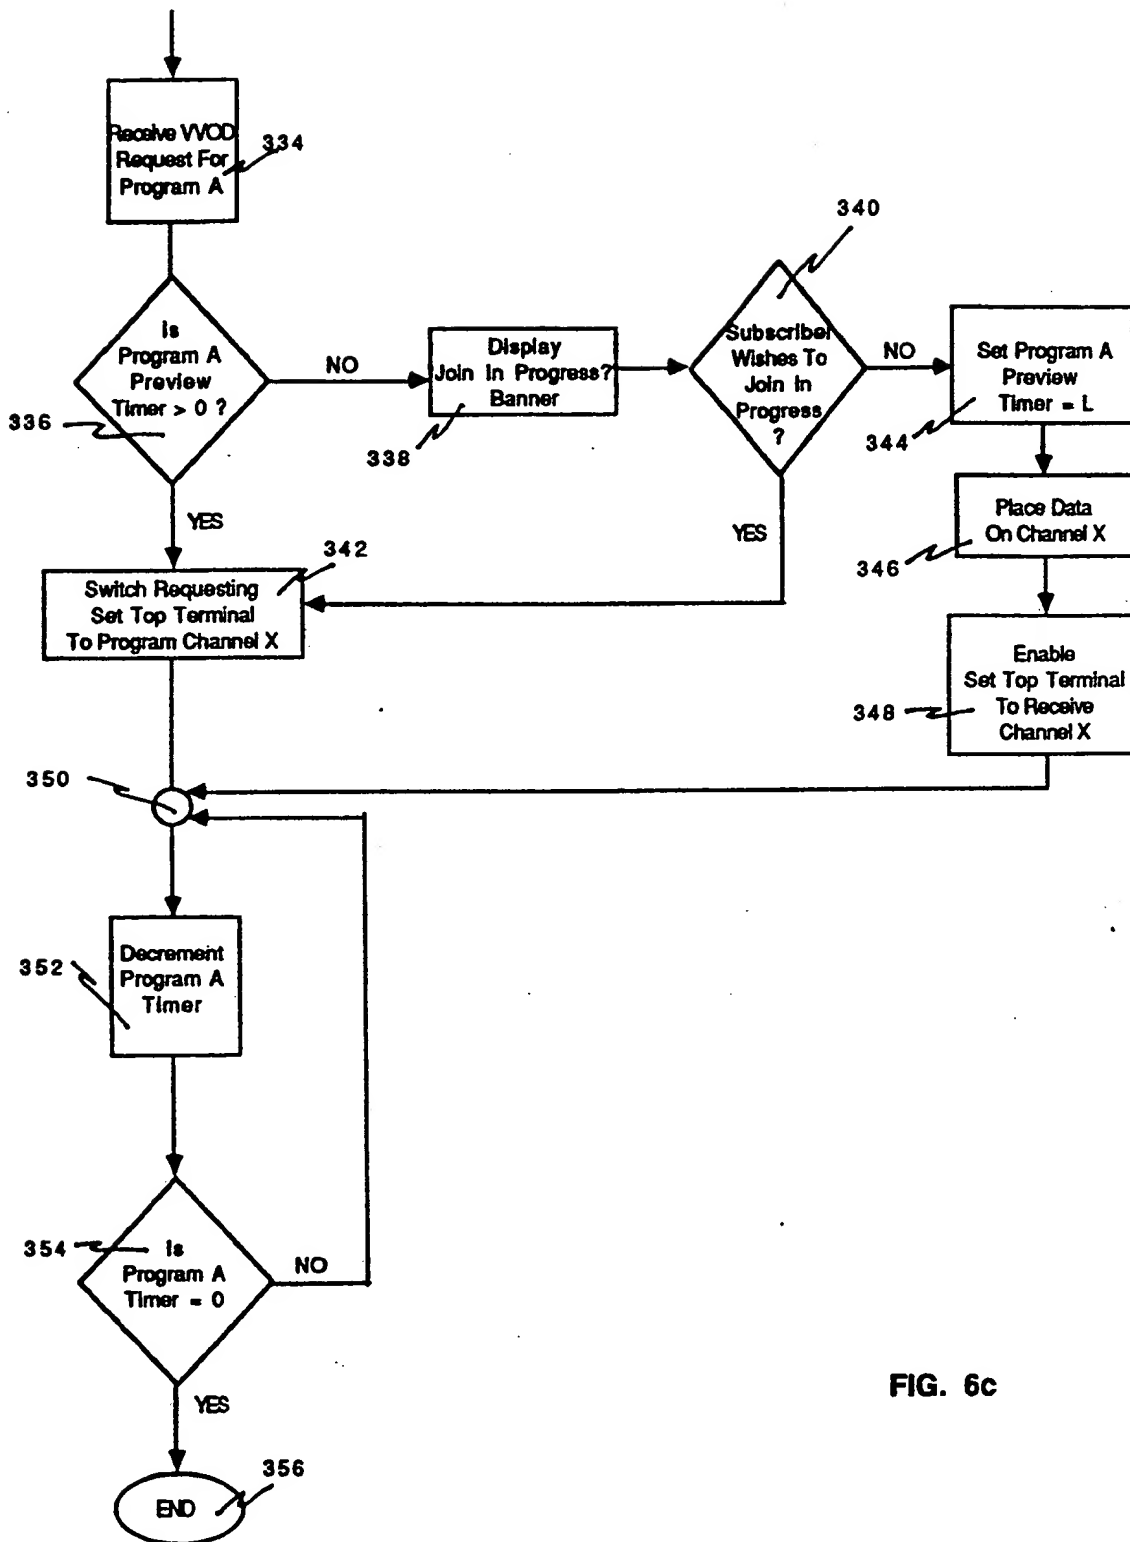 Receive VVOD
Request For
Program A
334
Is
Program A
Preview
Timer > 0 ?
336
NO
YES
Display
Join In Progress?
Banner
338
340
Subscriber
Wishes To
Join In
Progress
?
NO
YES
Set Program A
Preview
Timer = L
344
Place Data
On Channel X
346
Enable
Set Top Terminal
To Receive
Channel X
348
342
Switch Requesting
Set Top Terminal
To Program Channel X
350
Decrement
Program A
Timer
352
354
Is
Program A
Timer = 0
NO
YES
356
END
FIG. 6c